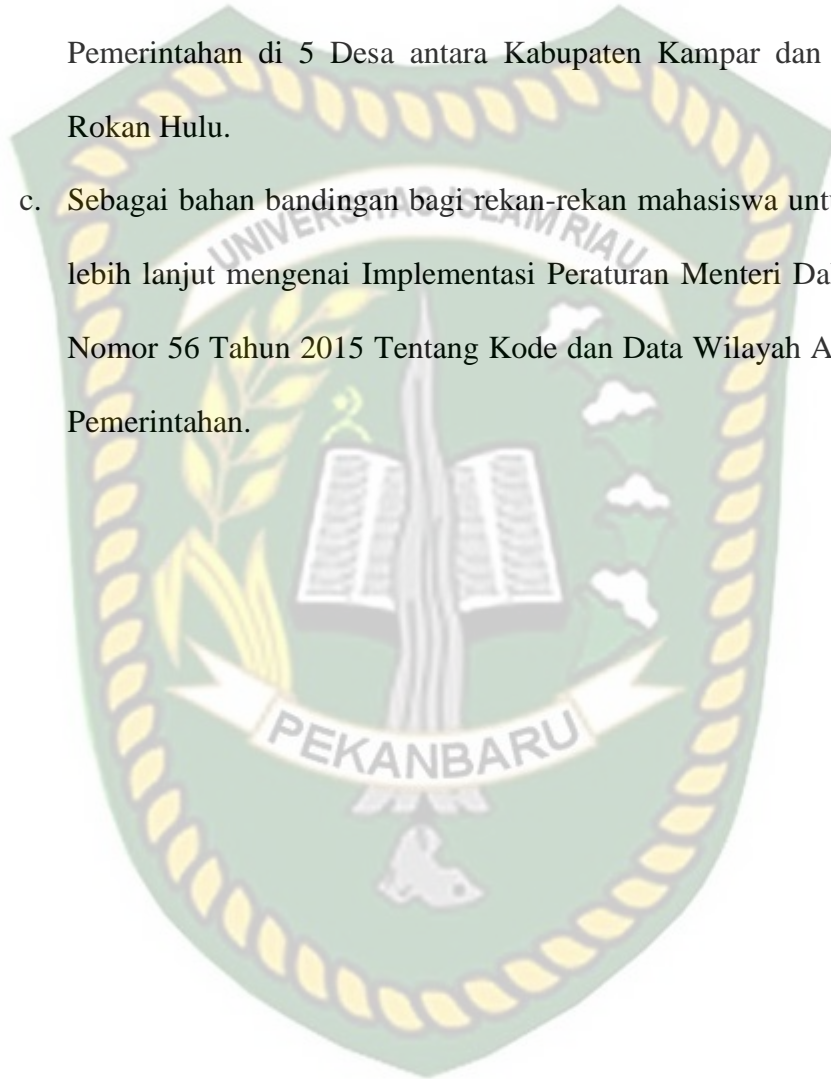 Pemerintahan di 5 Desa antara Kabupaten Kampar dan
Rokan Hulu.
c. Sebagai bahan bandingan bagi rekan-rekan mahasiswa
lebih lanjut mengenai Implementasi Peraturan Menteri
Nomor 56 Tahun 2015 Tentang Kode dan Data Wilayah
Pemerintahan.
UNIVERSITAS ISLAM RIAU
PEKANBARU